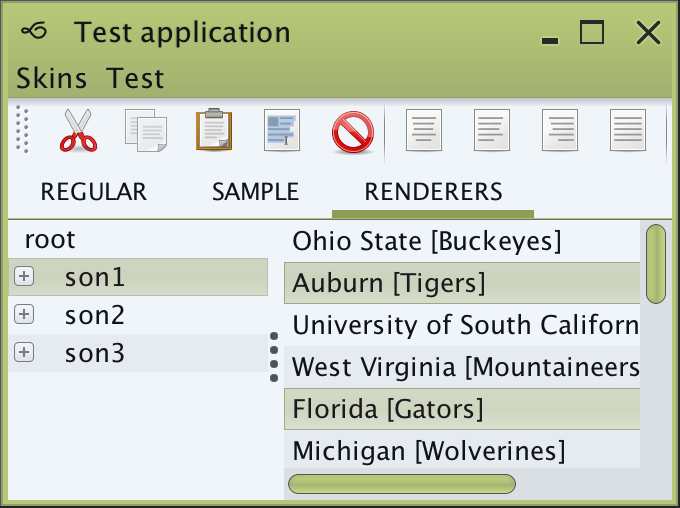 Test application
Skins Test
REGULAR SAMPLE RENDERERS
root
son1
son2
son3
Ohio State [Buckeyes]
Auburn [Tigers]
University of South Californ
West Virginia [Mountaineers
Florida [Gators]
Michigan [Wolverines]